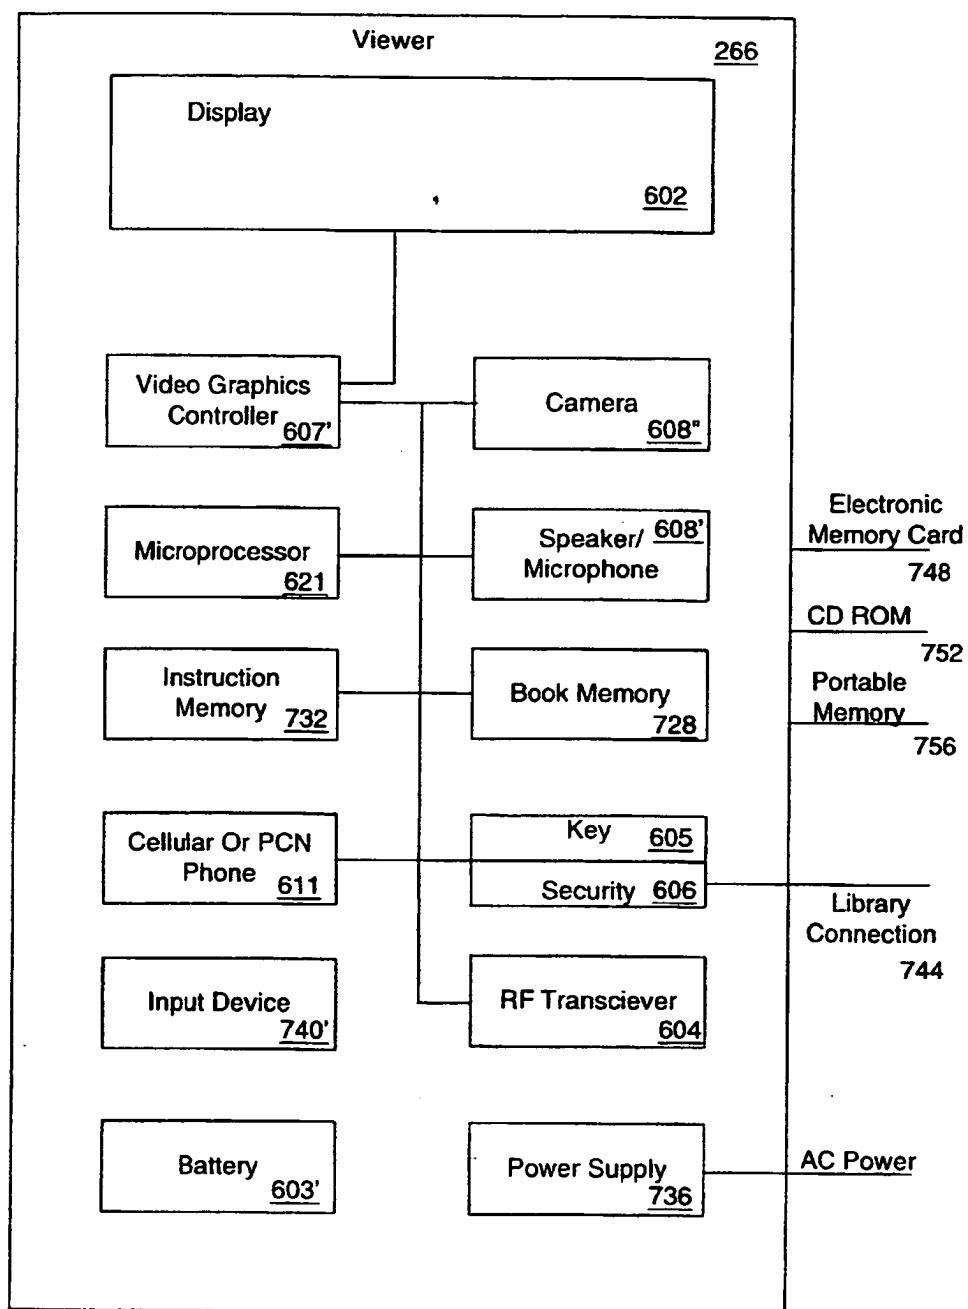 Viewer
266
Display
602
Video Graphics
Controller
607'
Camera
608"
Microprocessor
621
608'
Speaker/
Microphone
Electronic
Memory Card
748
CD ROM
752
Instruction
Memory
732
Book Memory
728
Portable
Memory
756
Cellular Or PCN
Phone
611
Key
605
Security
606
Library
Connection
744
Input Device
740'
RF Transciever
604
Battery
603'
Power Supply
736
AC Power